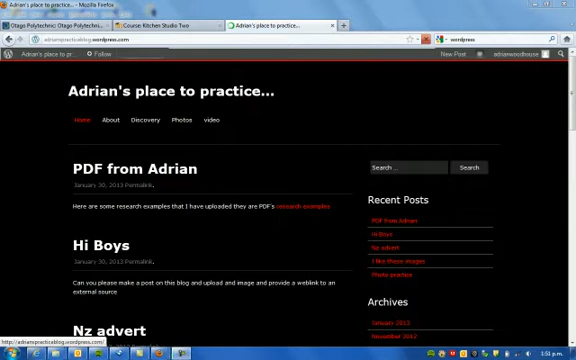 Adrian's place to practice... - Mozilla Firefox
Otago Polytechnic: Otago Polytechni...
Course: Kitchen Studio Two
Adrian's place to practice...
adrianspracticeblog.wordpress.com
wordpress
Adrian's place to pr...
Follow
New Post
adrianwoodhouse
Adrian's place to practice...
Home
About
Discovery
Photos
video
PDF from Adrian
January 30, 2013 Permalink.
Here are some research examples that I have uploaded they are PDF's research examples
Hi Boys
January 30, 2013 Permalink.
Can you please make a post on this blog and upload and image and provide a weblink to an
external source
Nz advert
Search ...
Search
Recent Posts
PDF from Adrian
Hi Boys
Nz advert
I like these images
Photo practice
Archives
January 2013
November 2012
http://adrianspracticeblog.wordpress.com/